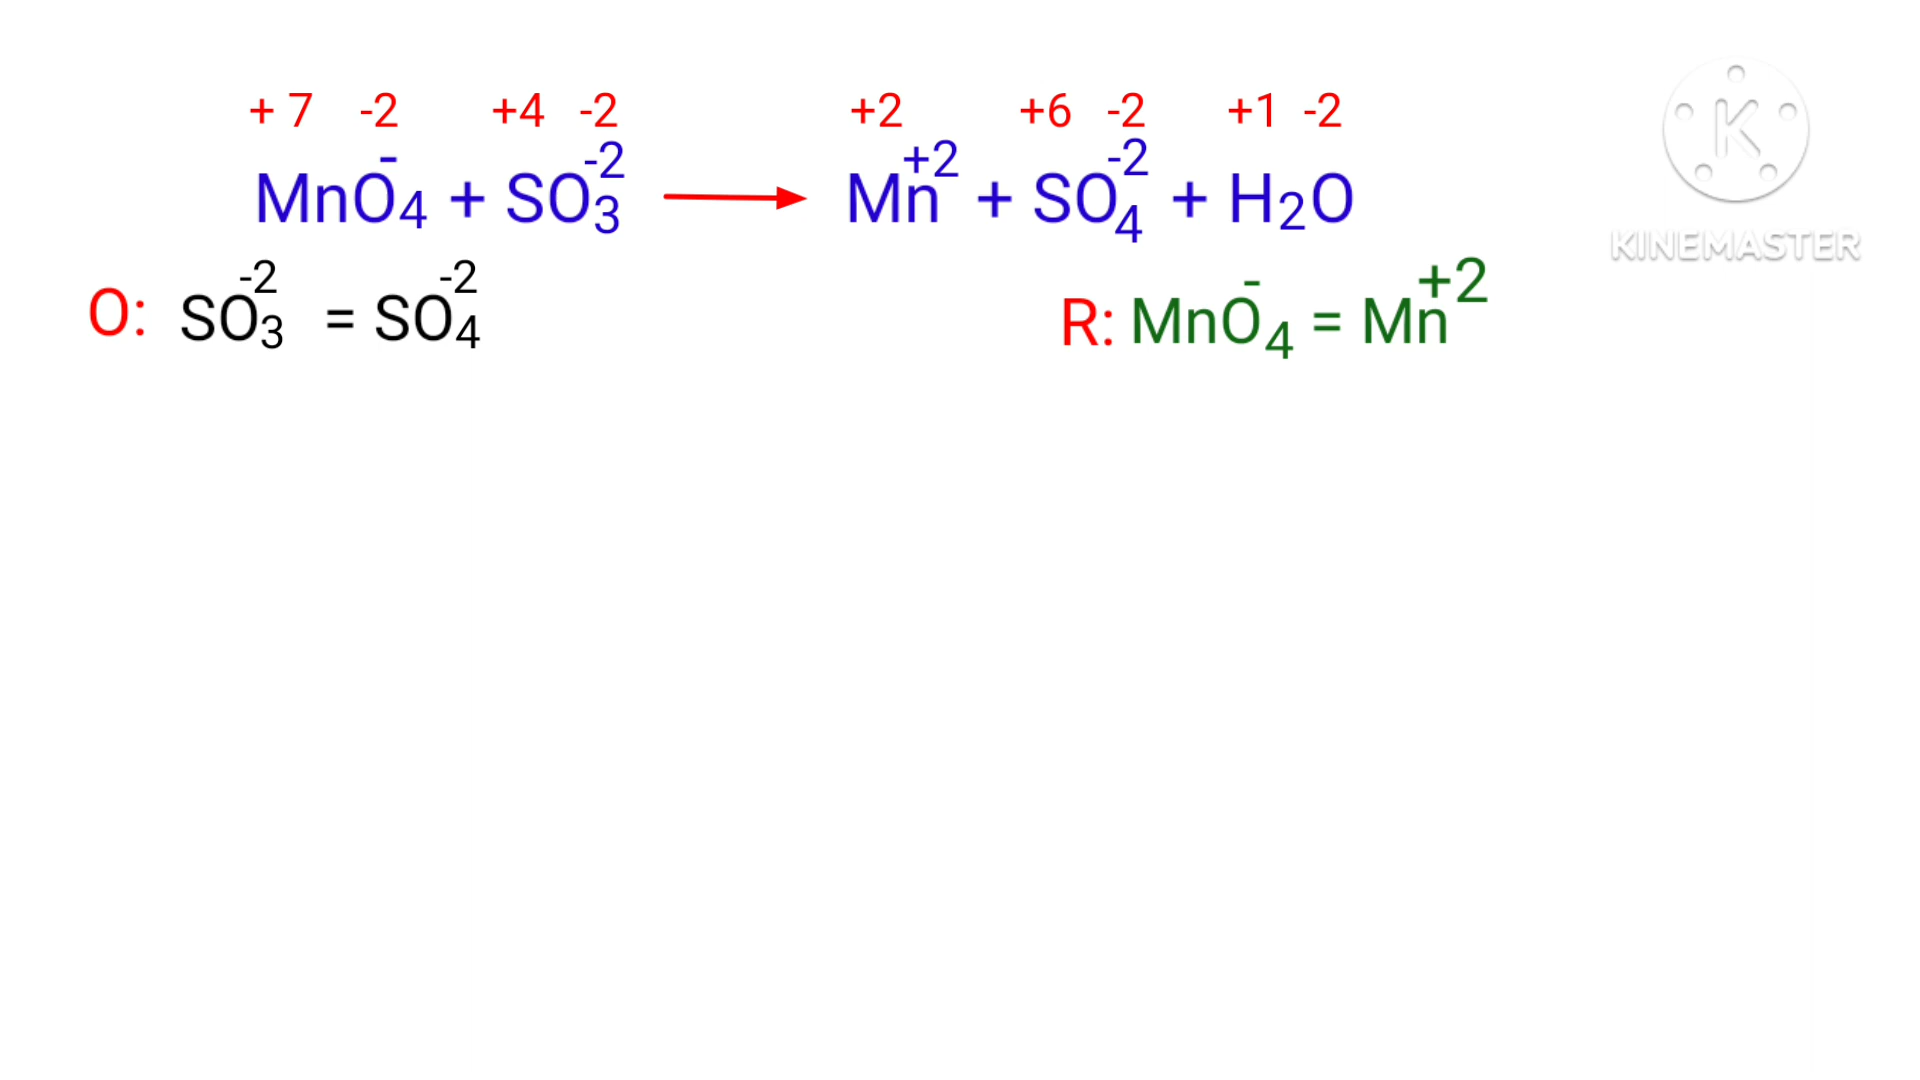 + 7 -2 +4 -2 +2 +6 -2 +1 -2
MnO₄⁻ + SO₃⁻² ⟶ Mn⁺² + SO₄⁻² + H₂O
O: SO₃⁻² = SO₄⁻² R: MnO₄⁻ = Mn⁺²
K
KINEMASTER